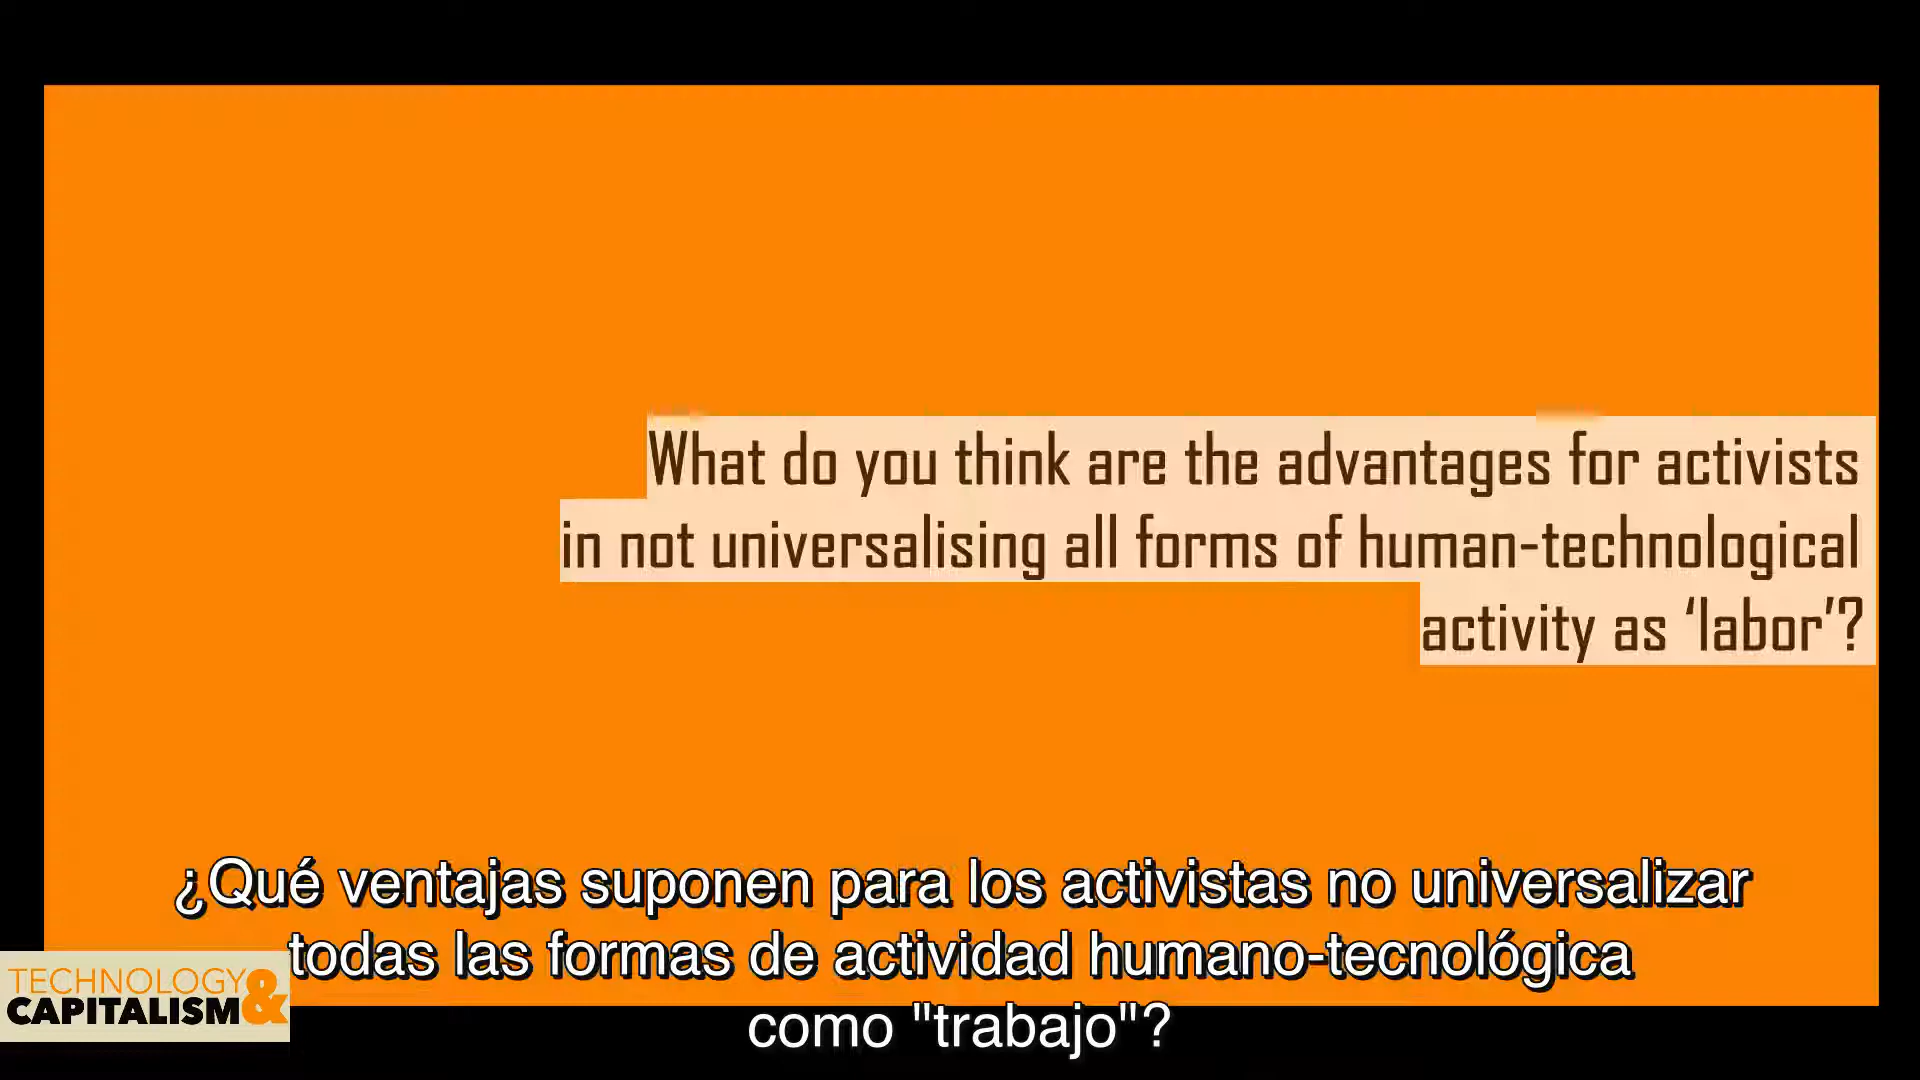 What do you think are the advantages for activists
in not universalising all forms of human-technological
activity as ‘labor’?
¿Qué ventajas suponen para los activistas no universalizar
todas las formas de actividad humano-tecnológica
como "trabajo"?
TECHNOLOGY &
CAPITALISM